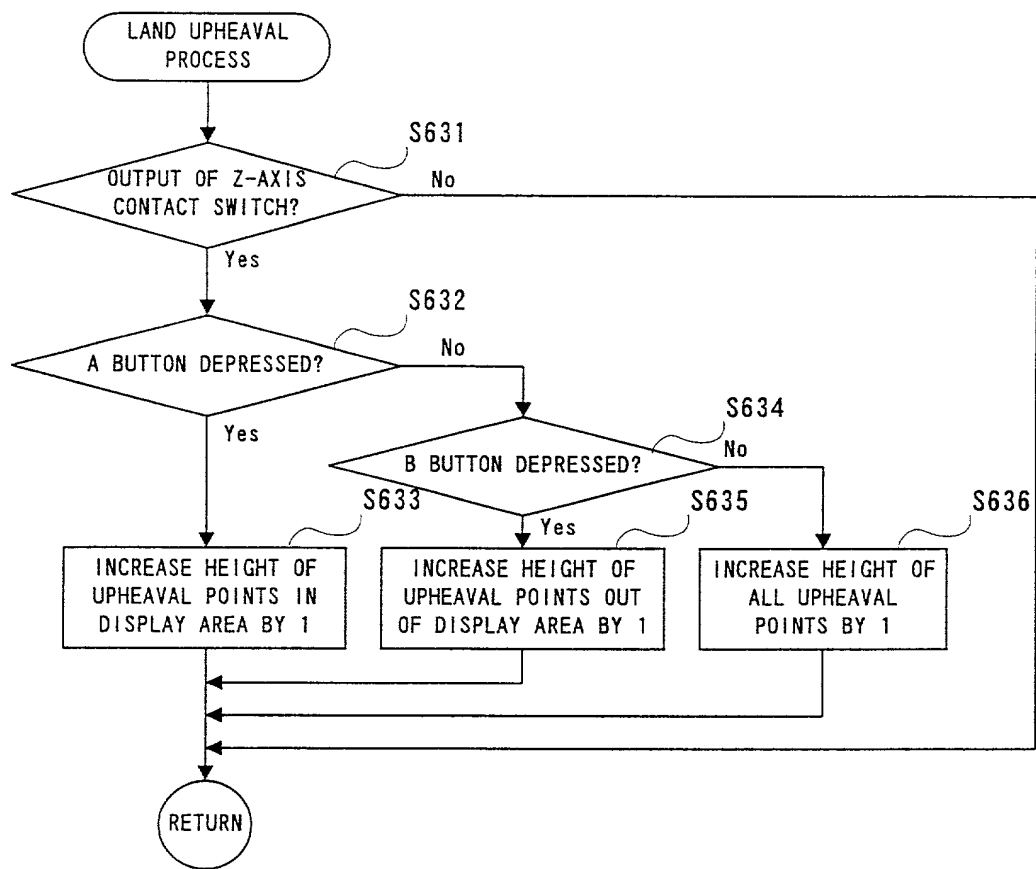 LAND UPHEAVAL
PROCESS
S631
OUTPUT OF Z-AXIS
CONTACT SWITCH?
No
Yes
S632
A BUTTON DEPRESSED?
No
Yes
S634
B BUTTON DEPRESSED?
No
Yes
S633
INCREASE HEIGHT OF
UPHEAVAL POINTS IN
DISPLAY AREA BY 1
S635
INCREASE HEIGHT OF
UPHEAVAL POINTS OUT
OF DISPLAY AREA BY 1
S636
INCREASE HEIGHT OF
ALL UPHEAVAL
POINTS BY 1
RETURN